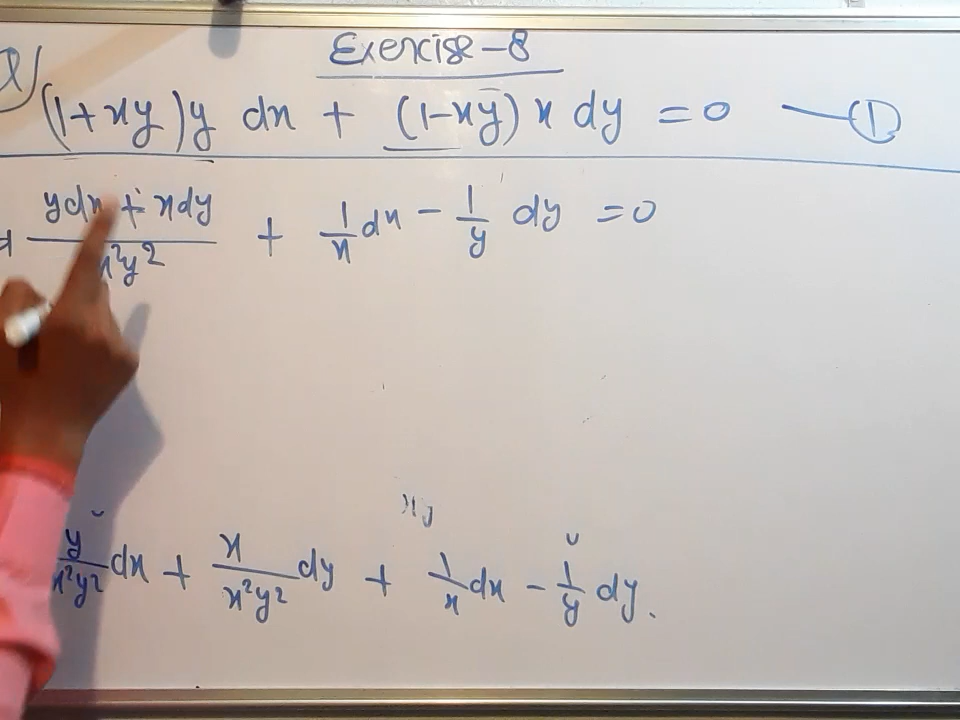 Exercise-8
(1+xy)y dx + (1-xy) x dy = 0 —①
ydx + xdy / x²y² + 1/x dx - 1/y dy = 0
xy
y/x²y² dx + x/x²y² dy + 1/x dx - 1/y dy.